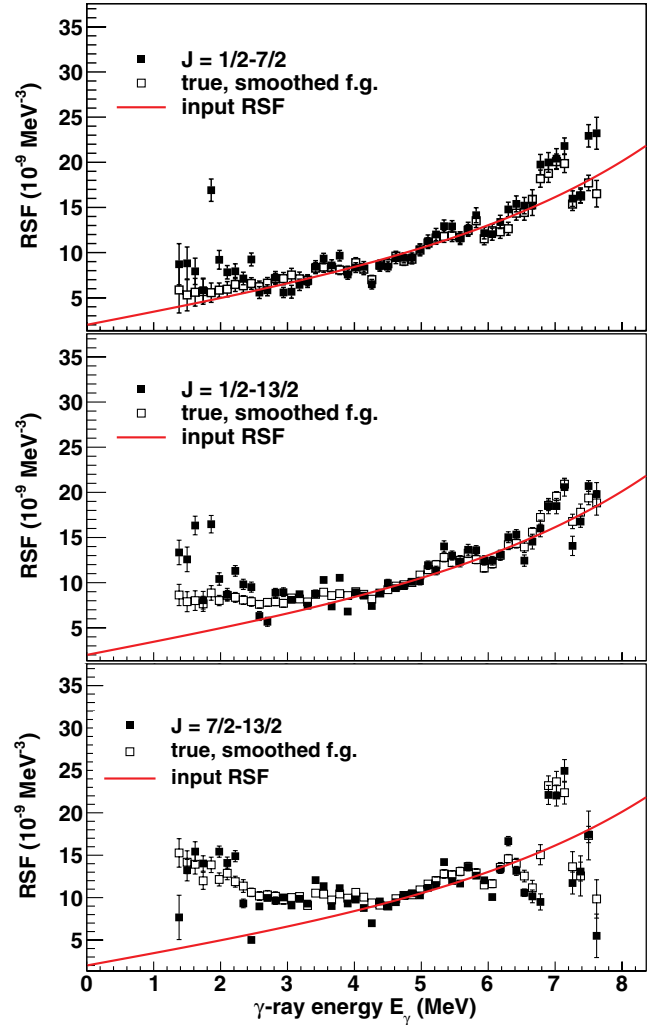 35
30
25
20
15
10
5
RSF (10⁻⁹ MeV⁻³)
J = 1/2-7/2
true, smoothed f.g.
input RSF
35
30
25
20
15
10
5
RSF (10⁻⁹ MeV⁻³)
J = 1/2-13/2
true, smoothed f.g.
input RSF
35
30
25
20
15
10
5
RSF (10⁻⁹ MeV⁻³)
J = 7/2-13/2
true, smoothed f.g.
input RSF
0 1 2 3 4 5 6 7 8
γ-ray energy Eγ (MeV)